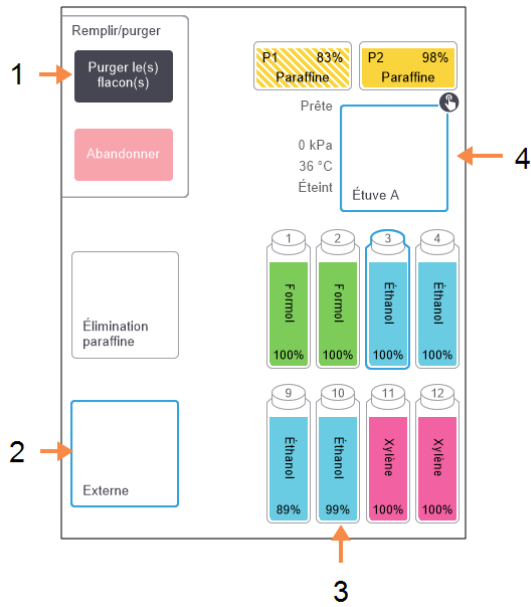 Remplir/purger
1
Purger le(s)
flacon(s)
Abandonner
P1 83%
Paraffine
P2 98%
Paraffine
Prête
0 kPa
36 °C
Éteint
Étuve A
4
1
Formol
100%
2
Formol
100%
3
Éthanol
100%
4
Éthanol
100%
Élimination
paraffine
2
Externe
9
Éthanol
89%
10
Éthanol
99%
11
Xylène
100%
12
Xylène
100%
3